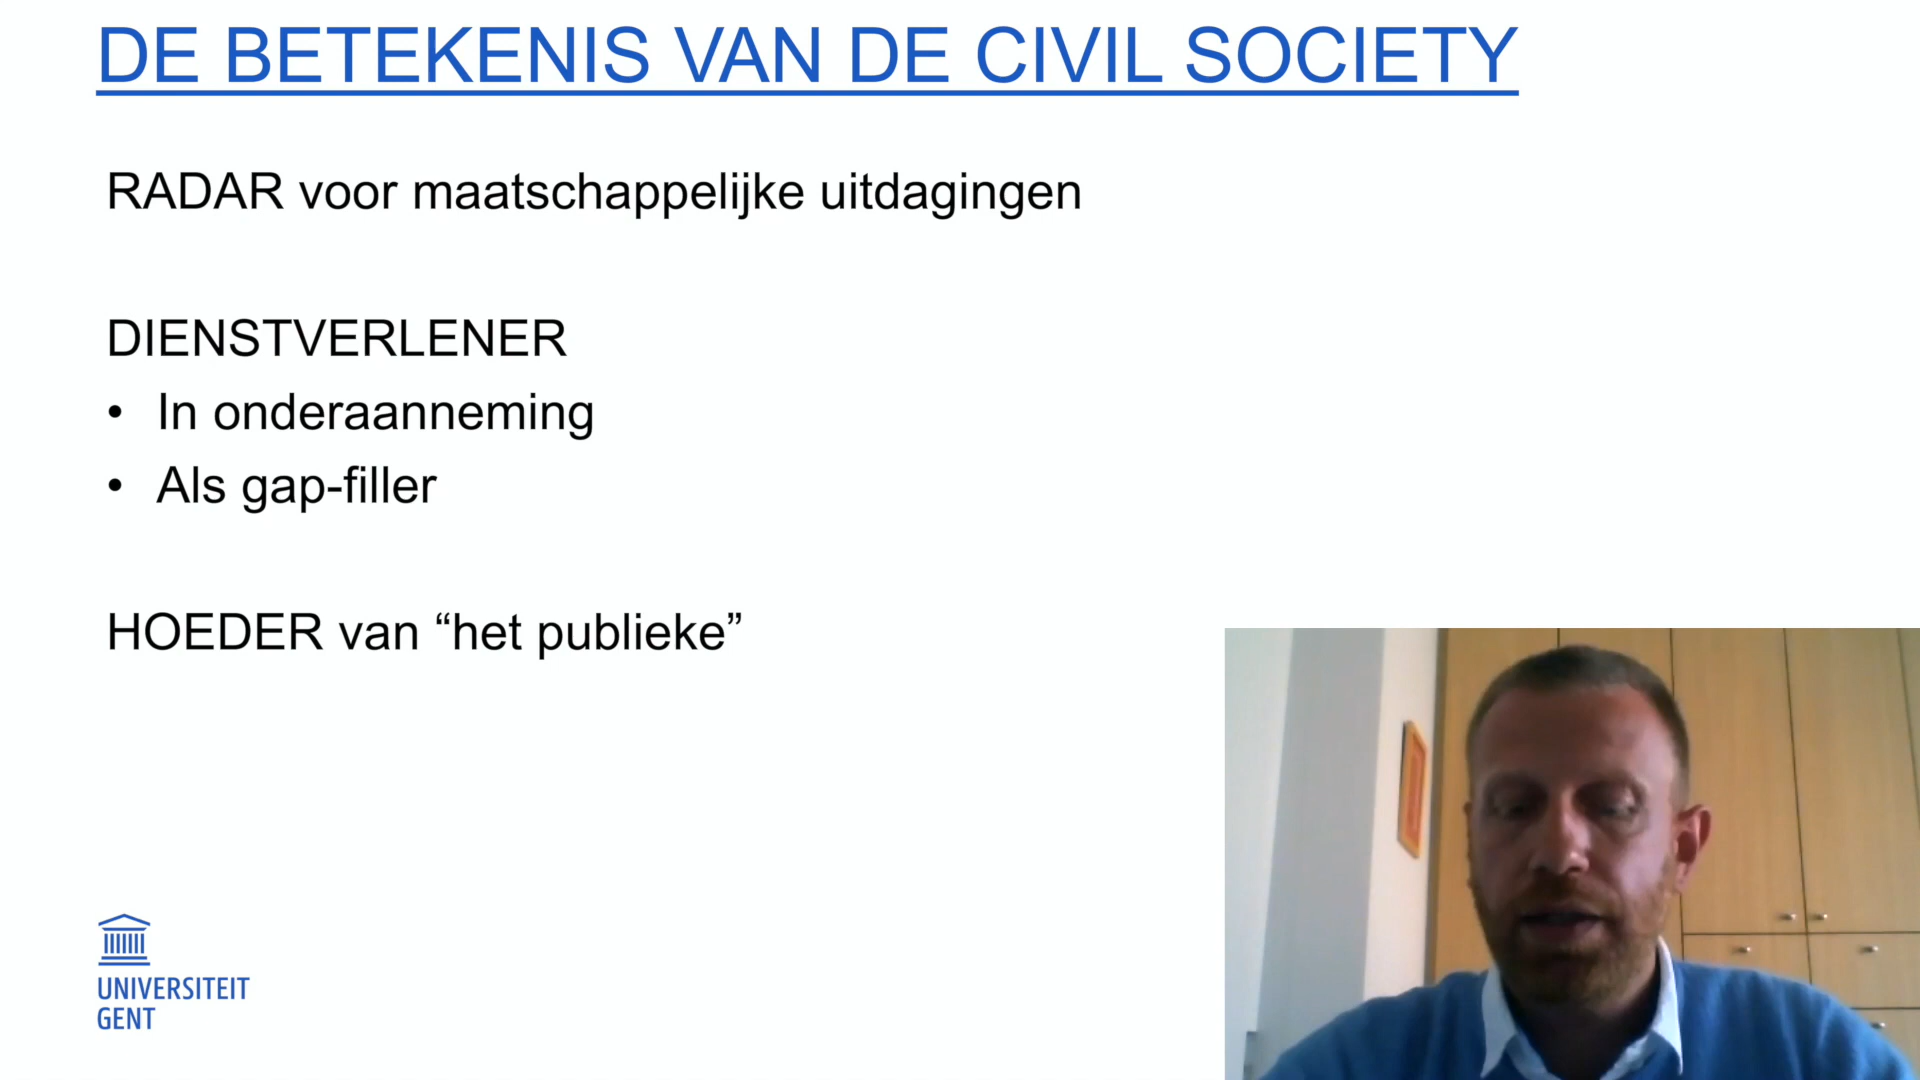 DE BETEKENIS VAN DE CIVIL SOCIETY
RADAR voor maatschappelijke uitdagingen
DIENSTVERLENER
• In onderaanneming
• Als gap-filler
HOEDER van “het publieke”
UNIVERSITEIT
GENT